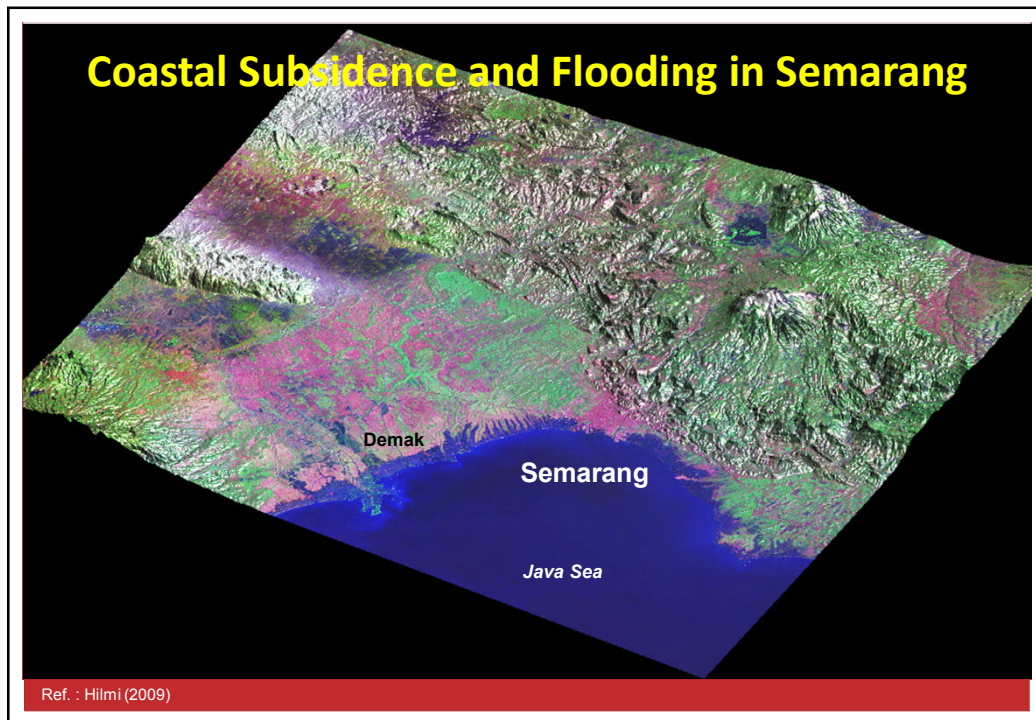 Coastal Subsidence and Flooding in Semarang
Demak
Semarang
Java Sea
Ref. : Hilmi (2009)